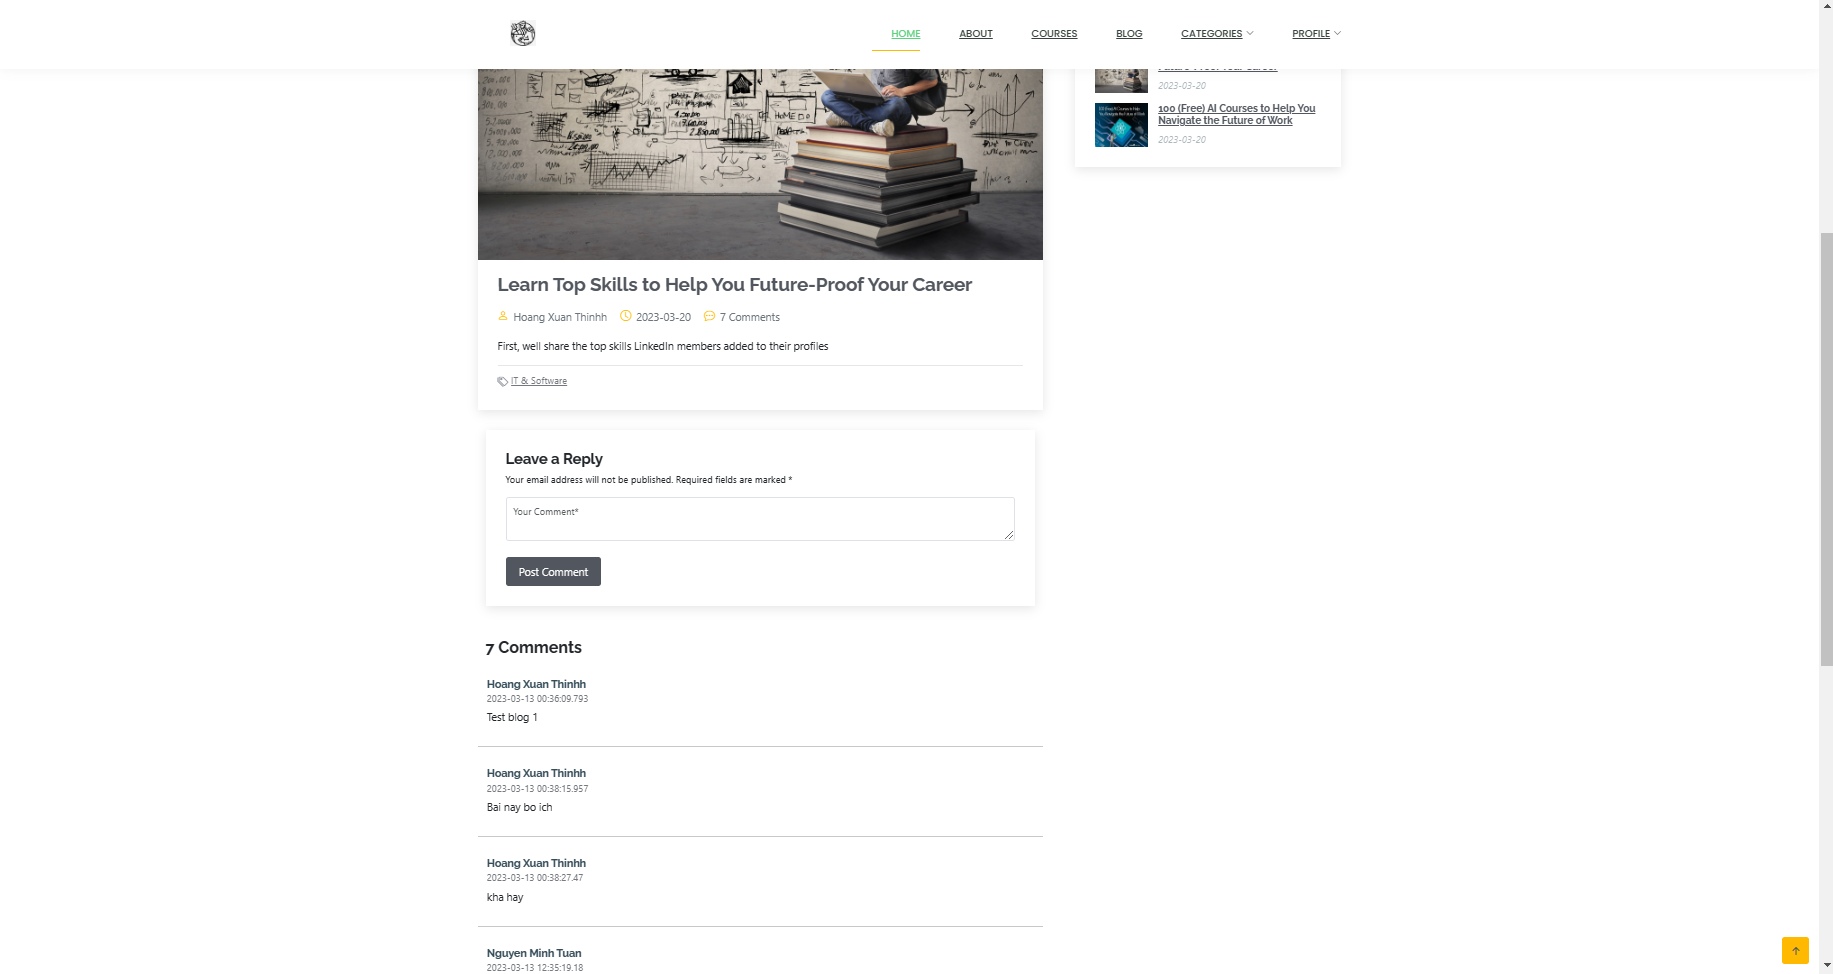 HOME
ABOUT
COURSES
BLOG
CATEGORIES
PROFILE
2023-03-20
100 (Free) AI Courses to Help You
Navigate the Future of Work
2023-03-20
Learn Top Skills to Help You Future-Proof Your Career
Hoang Xuan Thinhh
2023-03-20
7 Comments
First, well share the top skills LinkedIn members added to their profiles
IT & Software
Leave a Reply
Your email address will not be published. Required fields are marked *
Your Comment*
Post Comment
7 Comments
Hoang Xuan Thinhh
2023-03-13 00:36:09.793
Test blog 1
Hoang Xuan Thinhh
2023-03-13 00:38:15.957
Bai nay bo ich
Hoang Xuan Thinhh
2023-03-13 00:38:27.47
kha hay
Nguyen Minh Tuan
2023-03-13 12:35:19.18